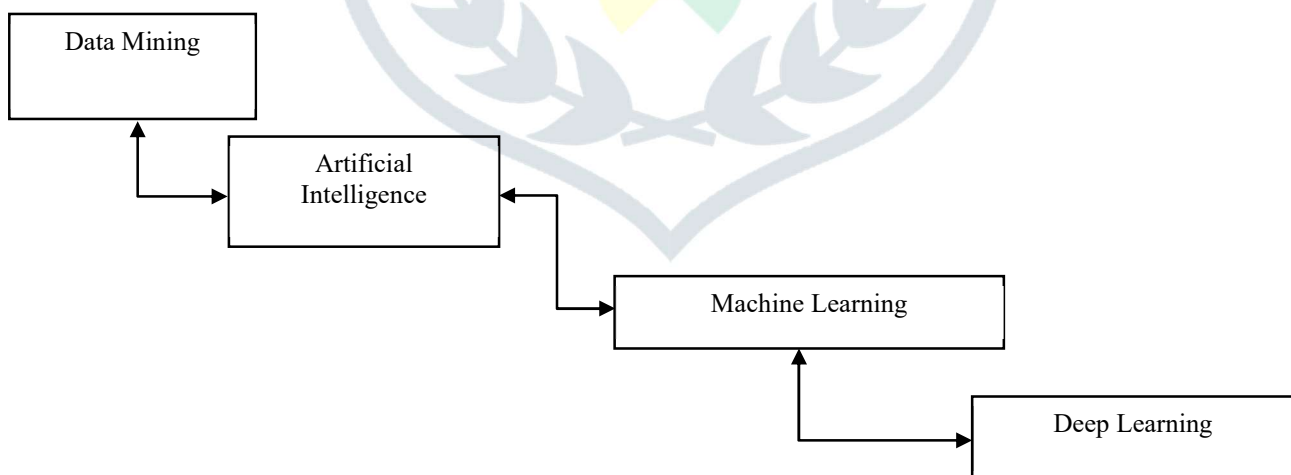 Data Mining
Artificial
Intelligence
Machine Learning
Deep Learning